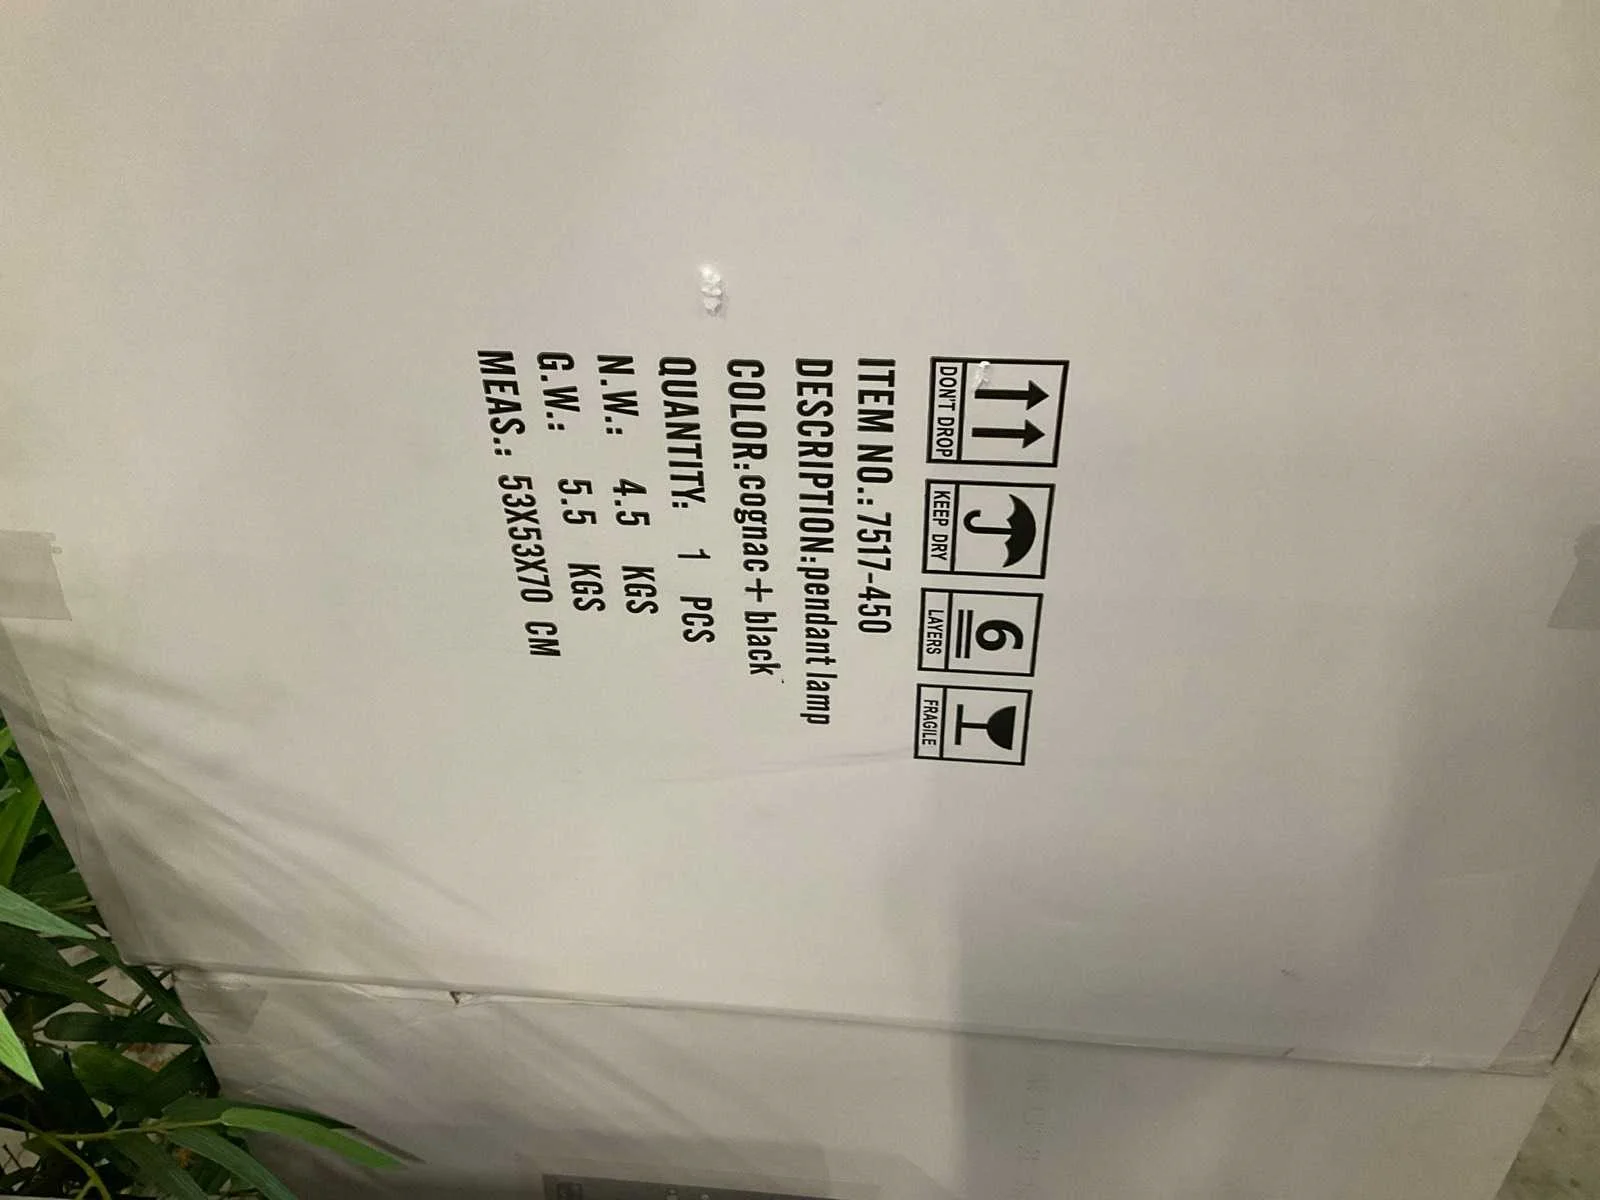 DON'T DROP KEEP DRY 6 LAYERS FRAGILE
ITEM NO.: 7517-450
DESCRIPTION:pendant lamp
COLOR:cognac+ black
QUANTITY: 1 PCS
N.W.: 4.5 KGS
G.W.: 5.5 KGS
MEAS.: 53X53X70 CM